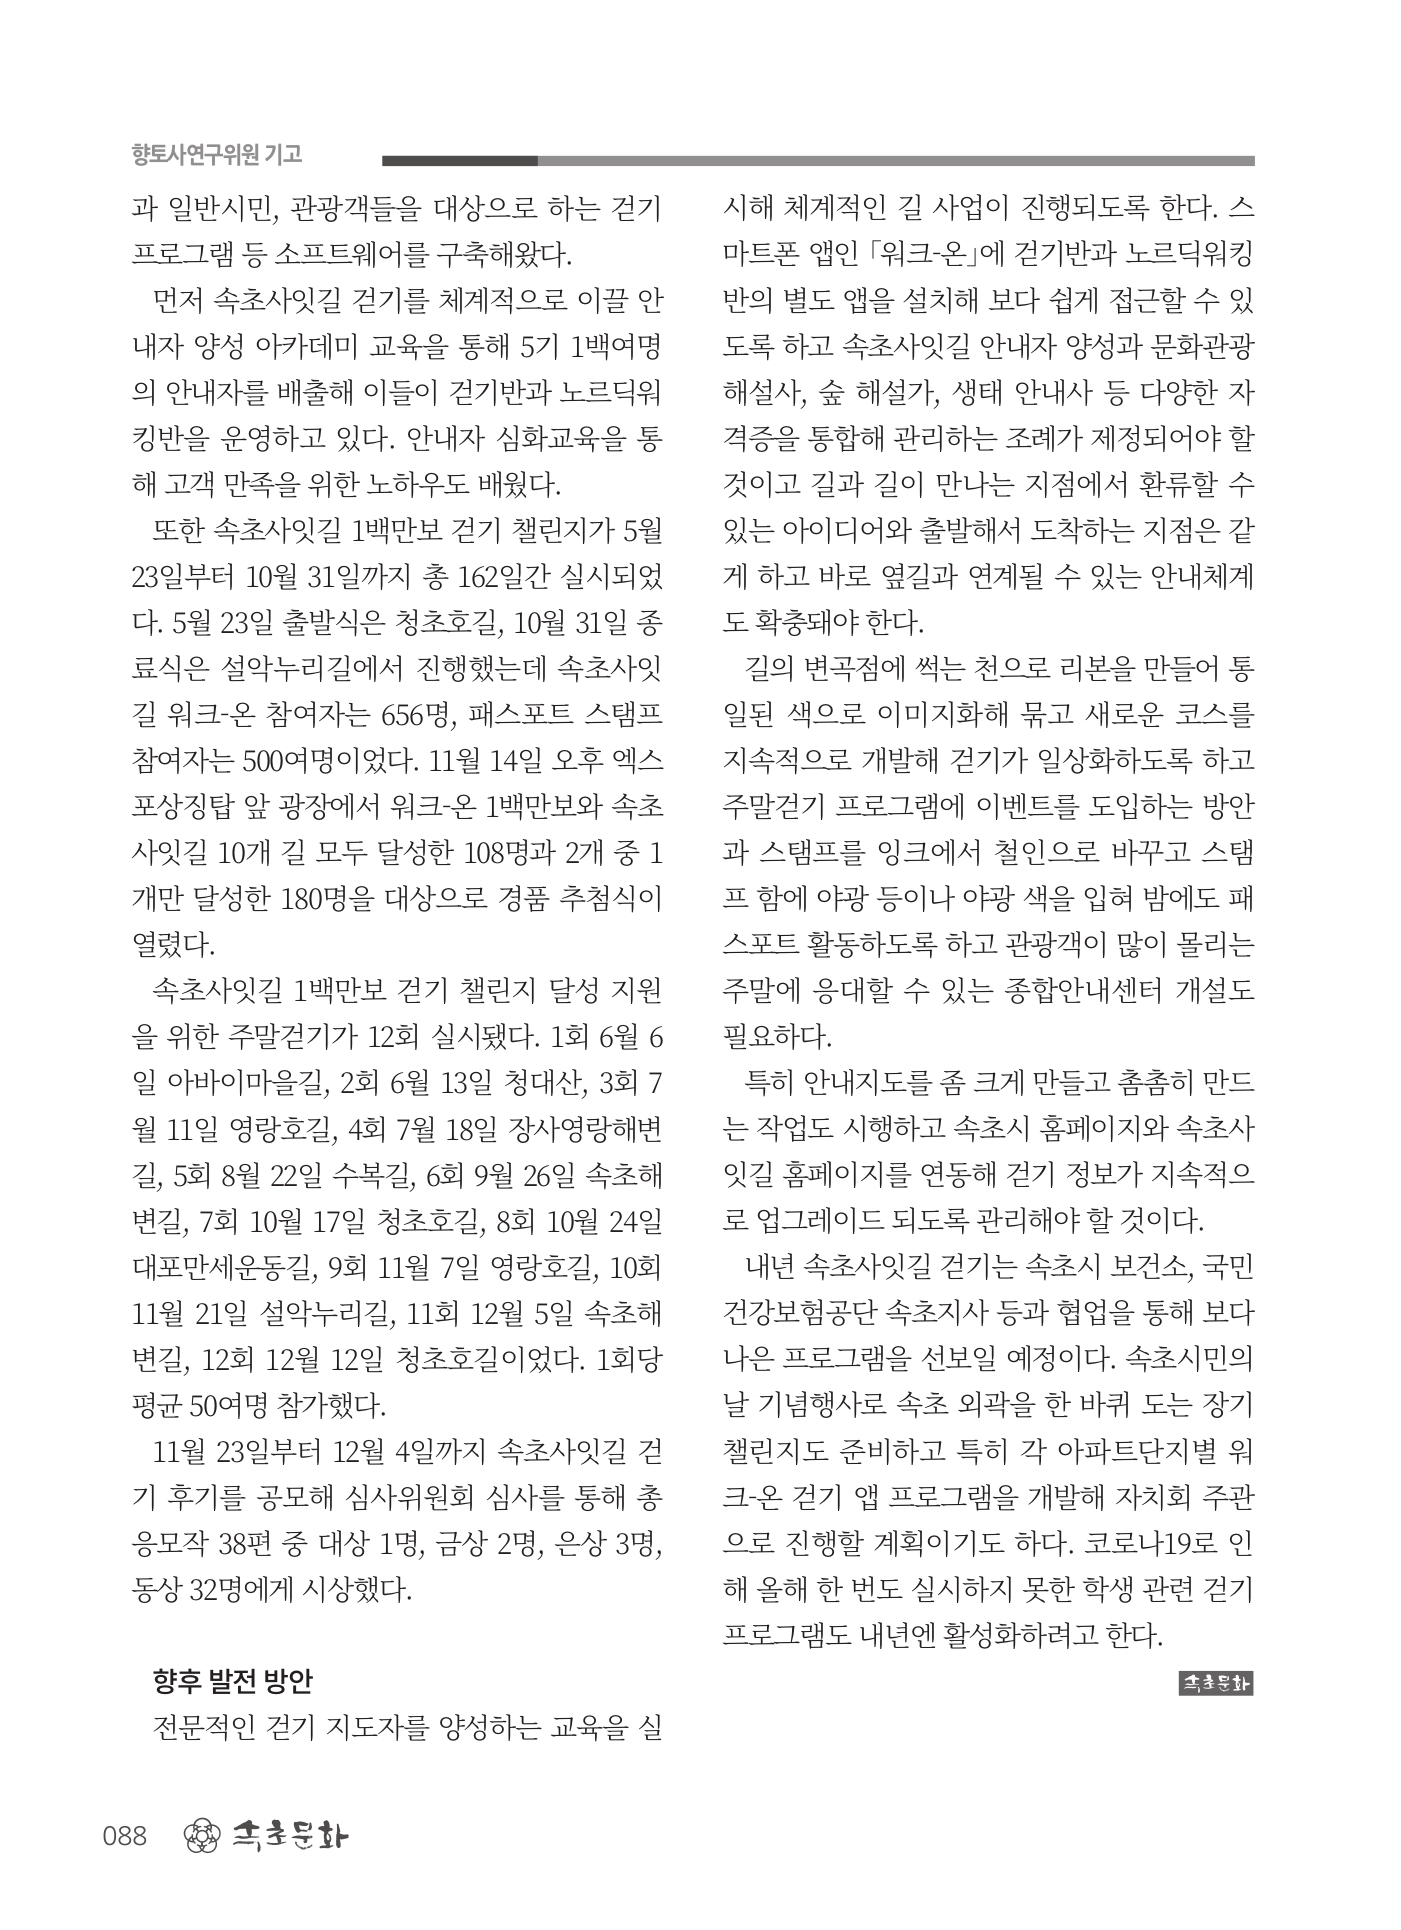 향토사연구위원 기고
과 일반시민, 관광객들을 대상으로 하는 걷기
프로그램 등 소프트웨어를 구축해왔다.
먼저 속초사잇길 걷기를 체계적으로 이끌 안
내자 양성 아카데미 교육을 통해 5기 1백여명
의 안내자를 배출해 이들이 걷기반과 노르딕워
킹반을 운영하고 있다. 안내자 심화교육을 통
해 고객 만족을 위한 노하우도 배웠다.
또한 속초사잇길 1백만보 걷기 챌린지가 5월
23일부터 10월 31일까지 총 162일간 실시되었
다. 5월 23일 출발식은 청초호길, 10월 31일 종
료식은 설악누리길에서 진행했는데 속초사잇
길 워크-온 참여자는 656명, 패스포트 스탬프
참여자는 500여명이었다. 11월 14일 오후 엑스
포상징탑 앞 광장에서 워크-온 1백만보와 속초
사잇길 10개 길 모두 달성한 108명과 2개 중 1
개만 달성한 180명을 대상으로 경품 추첨식이
열렸다.
속초사잇길 1백만보 걷기 챌린지 달성 지원
을 위한 주말걷기가 12회 실시됐다. 1회 6월 6
일 아바이마을길, 2회 6월 13일 청대산, 3회 7
월 11일 영랑호길, 4회 7월 18일 장사영랑해변
길, 5회 8월 22일 수복길, 6회 9월 26일 속초해
변길, 7회 10월 17일 청초호길, 8회 10월 24일
대포만세운동길, 9회 11월 7일 영랑호길, 10회
11월 21일 설악누리길, 11회 12월 5일 속초해
변길, 12회 12월 12일 청초호길이었다. 1회당
평균 50여명 참가했다.
11월 23일부터 12월 4일까지 속초사잇길 걷
기 후기를 공모해 심사위원회 심사를 통해 총
응모작 38편 중 대상 1명, 금상 2명, 은상 3명,
동상 32명에게 시상했다.
향후 발전 방안
전문적인 걷기 지도자를 양성하는 교육을 실
시해 체계적인 길 사업이 진행되도록 한다. 스
마트폰 앱인 「워크-온」에 걷기반과 노르딕워킹
반의 별도 앱을 설치해 보다 쉽게 접근할 수 있
도록 하고 속초사잇길 안내자 양성과 문화관광
해설사, 숲 해설가, 생태 안내사 등 다양한 자
격증을 통합해 관리하는 조례가 제정되어야 할
것이고 길과 길이 만나는 지점에서 환류할 수
있는 아이디어와 출발해서 도착하는 지점은 같
게 하고 바로 옆길과 연계될 수 있는 안내체계
도 확충돼야 한다.
길의 변곡점에 썩는 천으로 리본을 만들어 통
일된 색으로 이미지화해 묶고 새로운 코스를
지속적으로 개발해 걷기가 일상화하도록 하고
주말걷기 프로그램에 이벤트를 도입하는 방안
과 스탬프를 잉크에서 철인으로 바꾸고 스탬
프 함에 야광 등이나 야광 색을 입혀 밤에도 패
스포트 활동하도록 하고 관광객이 많이 몰리는
주말에 응대할 수 있는 종합안내센터 개설도
필요하다.
특히 안내지도를 좀 크게 만들고 촘촘히 만드
는 작업도 시행하고 속초시 홈페이지와 속초사
잇길 홈페이지를 연동해 걷기 정보가 지속적으
로 업그레이드 되도록 관리해야 할 것이다.
내년 속초사잇길 걷기는 속초시 보건소, 국민
건강보험공단 속초지사 등과 협업을 통해 보다
나은 프로그램을 선보일 예정이다. 속초시민의
날 기념행사로 속초 외곽을 한 바퀴 도는 장기
챌린지도 준비하고 특히 각 아파트단지별 워
크-온 걷기 앱 프로그램을 개발해 자치회 주관
으로 진행할 계획이기도 하다. 코로나19로 인
해 올해 한 번도 실시하지 못한 학생 관련 걷기
프로그램도 내년엔 활성화하려고 한다.
속초문화
088 속초문화